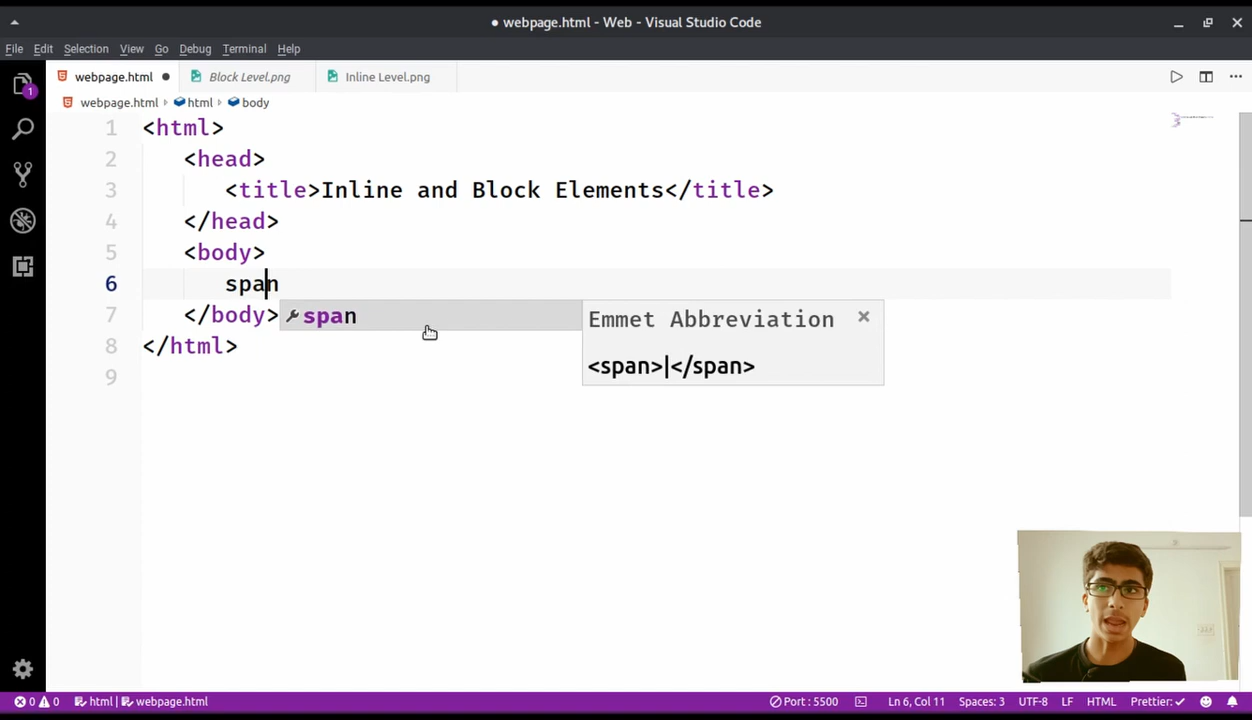 ● webpage.html - Web - Visual Studio Code
File Edit Selection View Go Debug Terminal Help
webpage.html ● Block Level.png Inline Level.png
webpage.html html body
1 <html>
2 <head>
3 <title>Inline and Block Elements</title>
4 </head>
5 <body>
6 span
7 </body>
8 </html>
9
span
Emmet Abbreviation
<span>|</span>
1
0 0 html | webpage.html Port : 5500 Ln 6, Col 11 Spaces: 3 UTF-8 LF HTML Prettier: ✓